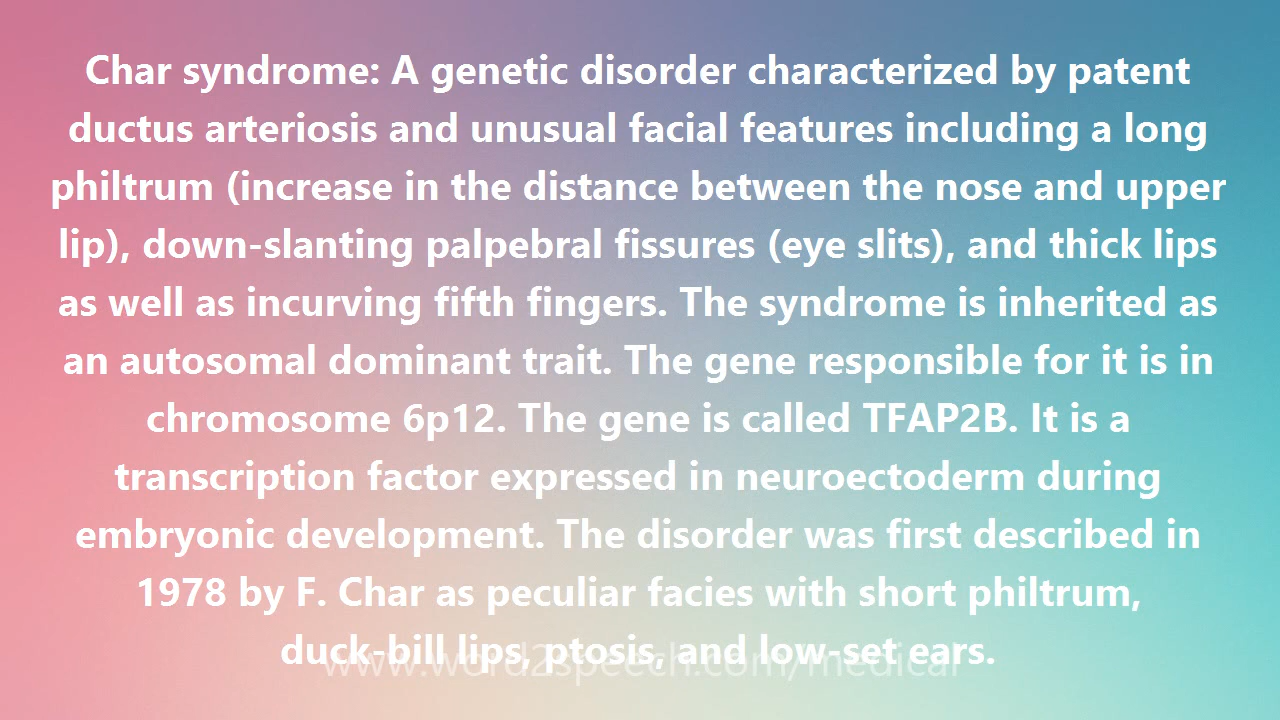 Char syndrome: A genetic disorder characterized by patent
ductus arteriosis and unusual facial features including a long
philtrum (increase in the distance between the nose and upper
lip), down-slanting palpebral fissures (eye slits), and thick lips
as well as incurving fifth fingers. The syndrome is inherited as
an autosomal dominant trait. The gene responsible for it is in
chromosome 6p12. The gene is called TFAP2B. It is a
transcription factor expressed in neuroectoderm during
embryonic development. The disorder was first described in
1978 by F. Char as peculiar facies with short philtrum,
duck-bill lips, ptosis, and low-set ears.
www.word2speech.com/medical